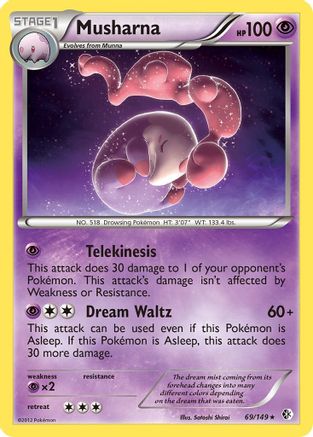 STAGE1
Musharna
HP100
Evolves from Munna
NO. 518 Drowsing Pokémon HT: 3'07" WT: 133.4 lbs.
Telekinesis
This attack does 30 damage to 1 of your opponent's
Pokémon. This attack's damage isn't affected by
Weakness or Resistance.
Dream Waltz 60+
This attack can be used even if this Pokémon is
Asleep. If this Pokémon is Asleep, this attack does
30 more damage.
weakness resistance
×2
The dream mist coming from its
forehead changes into many
different colors depending
on the dream that was eaten.
retreat
Illus. Satoshi Shirai 69/149 ★
©2012 Pokémon